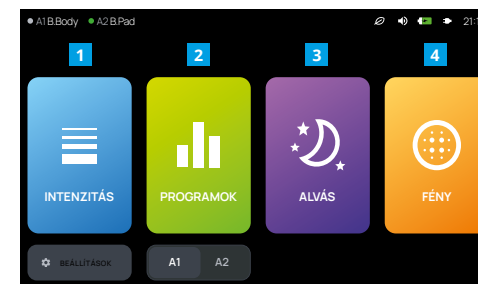 A1 B.Body A2 B.Pad 21:1
1 2 3 4
INTENZITÁS PROGRAMOK ALVÁS FÉNY
BEÁLLÍTÁSOK A1 A2